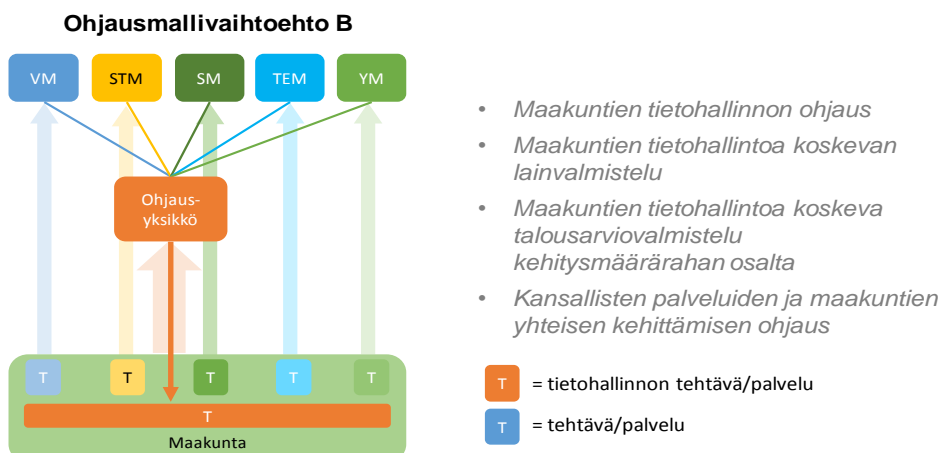 Ohjausmallivaihtoehto B
VM STM SM TEM YM
Ohjaus-
yksikkö
T T T T T
T
Maakunta
• Maakuntien tietohallinnon ohjaus
• Maakuntien tietohallintoa koskevan
lainvalmistelu
• Maakuntien tietohallintoa koskeva
talousarviovalmistelu
kehitysmäärärahan osalta
• Kansallisten palveluiden ja maakuntien
yhteisen kehittämisen ohjaus
T = tietohallinnon tehtävä/palvelu
T = tehtävä/palvelu